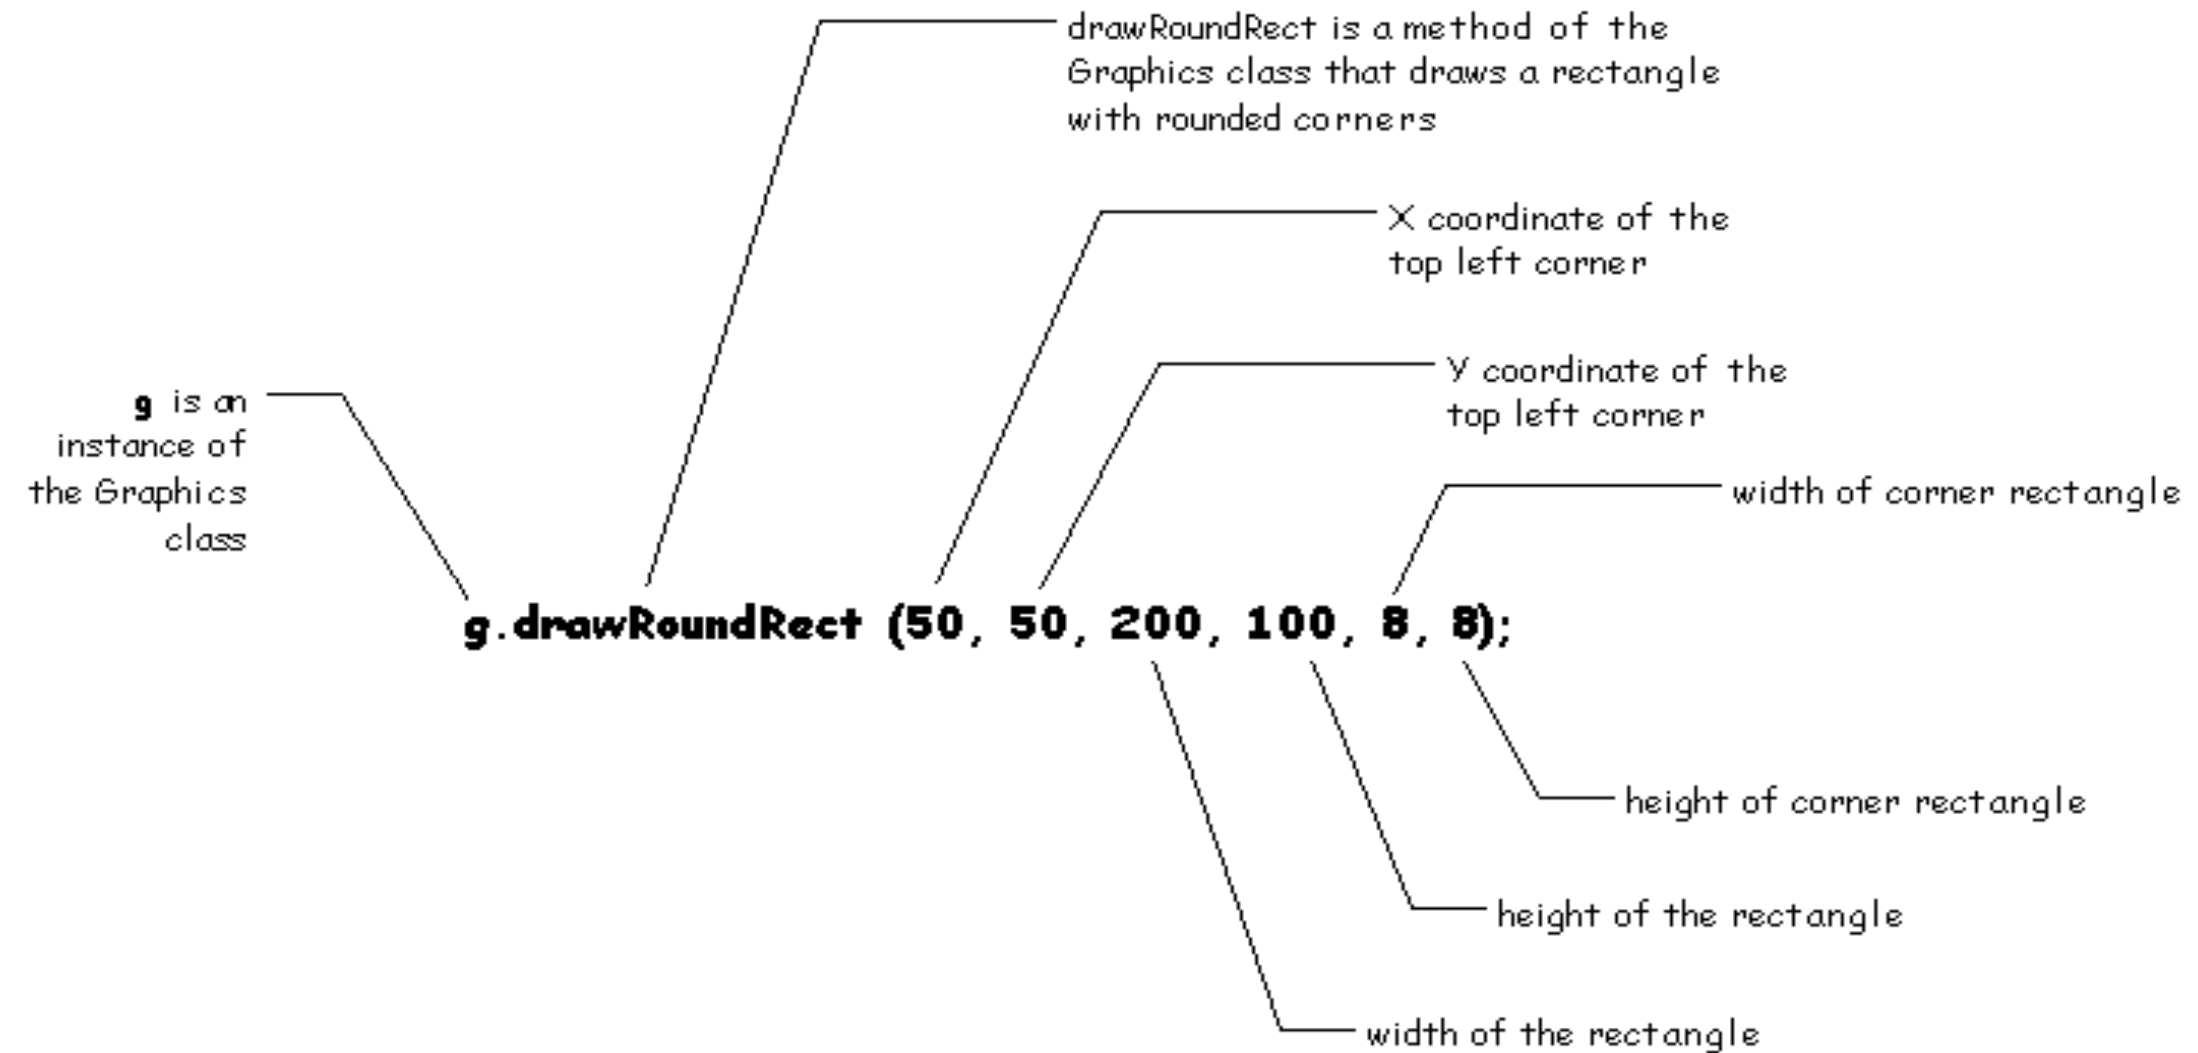 drawRoundRect is a method of the
Graphics class that draws a rectangle
with rounded corners
X coordinate of the
top left corner
Y coordinate of the
top left corner
g is an
instance of
the Graphics
class
width of corner rectangle
g.drawRoundRect (50, 50, 200, 100, 8, 8);
height of corner rectangle
height of the rectangle
width of the rectangle